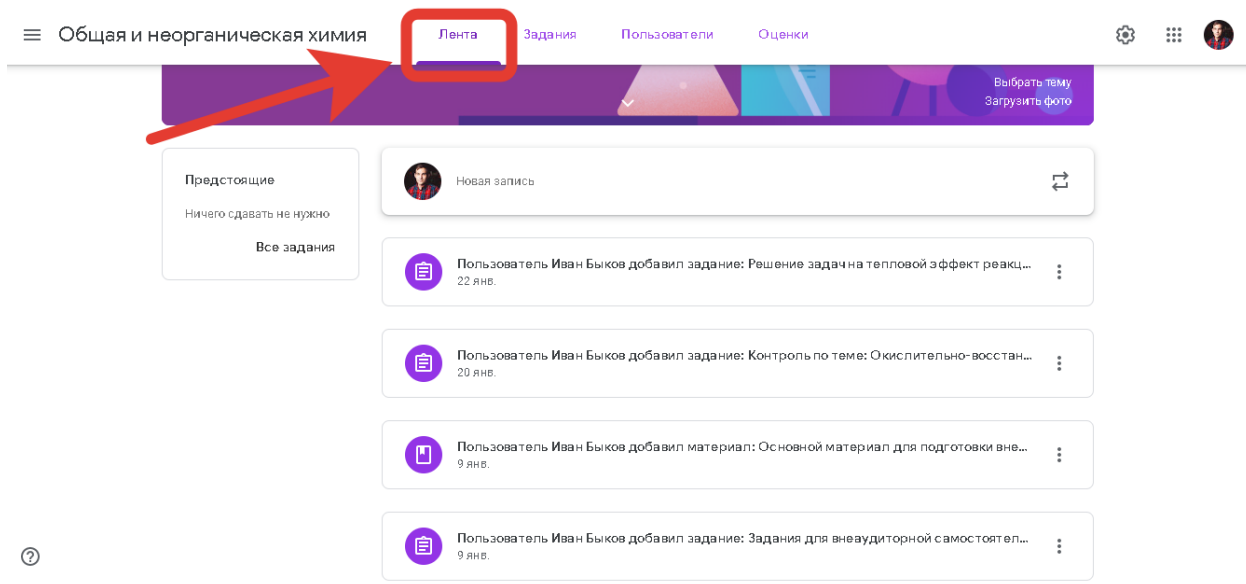 Общая и неорганическая химия
Лента
Задания
Пользователи
Оценки
Выбрать тему
Загрузить фото
Предстоящие
Ничего сдавать не нужно
Все задания
Новая запись
Пользователь Иван Быков добавил задание: Решение задач на тепловой эффект реакц...
22 янв.
Пользователь Иван Быков добавил задание: Контроль по теме: Окислительно-восстан...
20 янв.
Пользователь Иван Быков добавил материал: Основной материал для подготовки вне...
9 янв.
Пользователь Иван Быков добавил задание: Задания для внеаудиторной самостоятел...
9 янв.